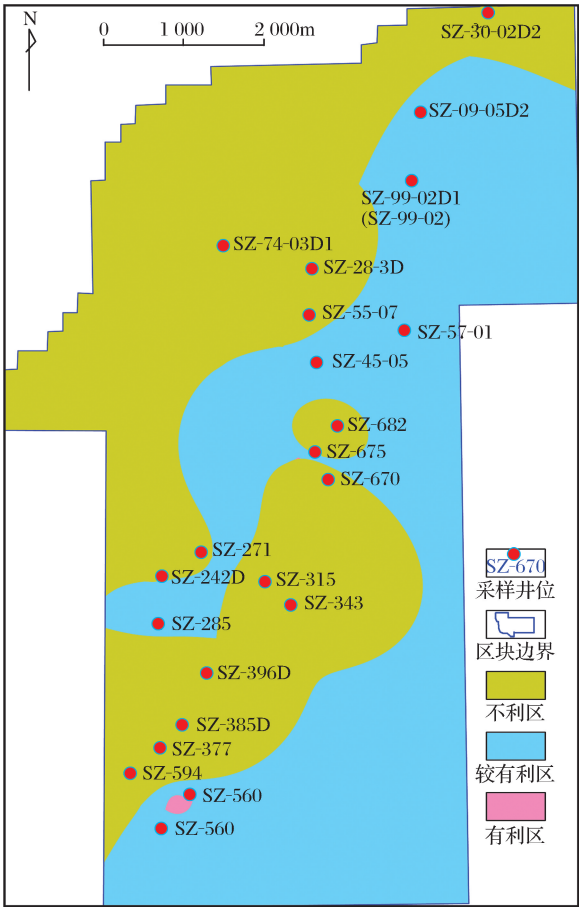 N
0 1 000 2 000m
SZ-30-02D2
SZ-09-05D2
SZ-99-02D1
(SZ-99-02)
SZ-74-03D1
SZ-28-3D
SZ-55-07
SZ-57-01
SZ-45-05
SZ-682
SZ-675
SZ-670
SZ-271
SZ-242D
SZ-315
SZ-343
SZ-285
SZ-396D
SZ-385D
SZ-377
SZ-594
SZ-560
SZ-560
SZ-670
采样井位
区块边界
不利区
较有利区
有利区